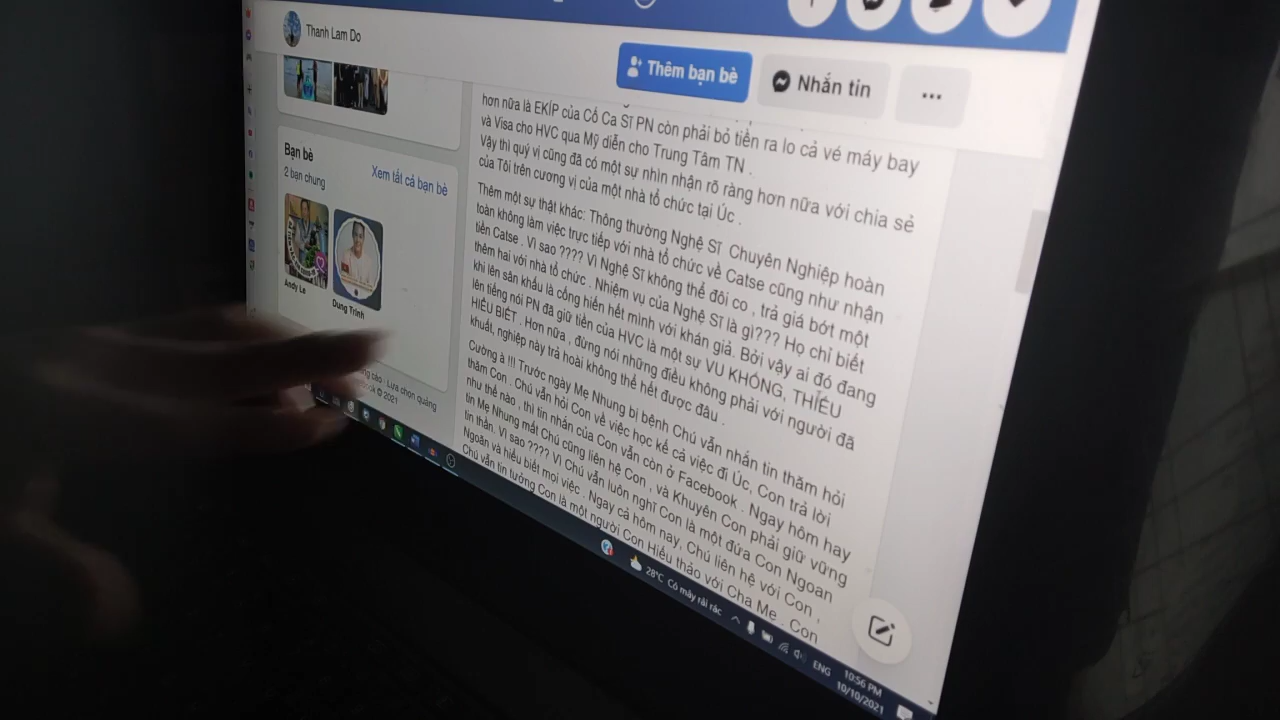 Thanh Lam Do
Thêm bạn bè
Nhắn tin
Bạn bè
2 bạn chung
Xem tất cả bạn bè
Andy Le
Dung Trinh
cáo . Lựa chọn quảng
© 2021
hơn nữa là EKÍP của Cố Ca Sĩ PN còn phải bỏ tiền ra lo cả vé máy bay
và Visa cho HVC qua Mỹ diễn cho Trung Tâm TN .
Vậy thì quý vị cũng đã có một sự nhìn nhận rõ ràng hơn nữa với chia sẻ
của Tôi trên cương vị của một nhà tổ chức tại Úc .
Thêm một sự thật khác: Thông thường Nghệ Sĩ Chuyên Nghiệp hoàn
toàn không làm việc trực tiếp với nhà tổ chức về Catse cũng như nhận
tiền Catse . Vì sao ???? Vì Nghệ Sĩ không thể đôi co , trả giá bớt một
thêm hai với nhà tổ chức . Nhiệm vụ của Nghệ Sĩ là gì??? Họ chỉ biết
khi lên sân khấu là cống hiến hết mình với khán giả. Bởi vậy ai đó đang
lên tiếng nói PN đã giữ tiền của HVC là một sự VU KHỐNG, THIẾU
HIỂU BIẾT . Hơn nữa , đừng nói những điều không phải với người đã
khuất, nghiệp này trả hoài không thể hết được đâu .
Cường à !!! Trước ngày Mẹ Nhung bị bệnh Chú vẫn nhắn tin thăm hỏi
thăm Con . Chú vẫn hỏi Con về việc học kể cả việc đi Úc, Con trả lời
như thế nào , thì tin nhắn của Con vẫn còn ở Facebook . Ngay hôm hay
tin Mẹ Nhung mất Chú cũng liên hệ Con , và Khuyên Con phải giữ vững
tin thần. Vì sao ???? Vì Chú vẫn luôn nghĩ Con là một đứa Con Ngoan
Ngoãn và hiểu biết mọi việc . Ngay cả hôm nay, Chú liên hệ với Con ,
Chú vẫn tin tưởng Con là một người Con Hiếu thảo với Cha Mẹ . Con
28°C Có mây rải rác
ENG
10:56 PM
10/10/2021